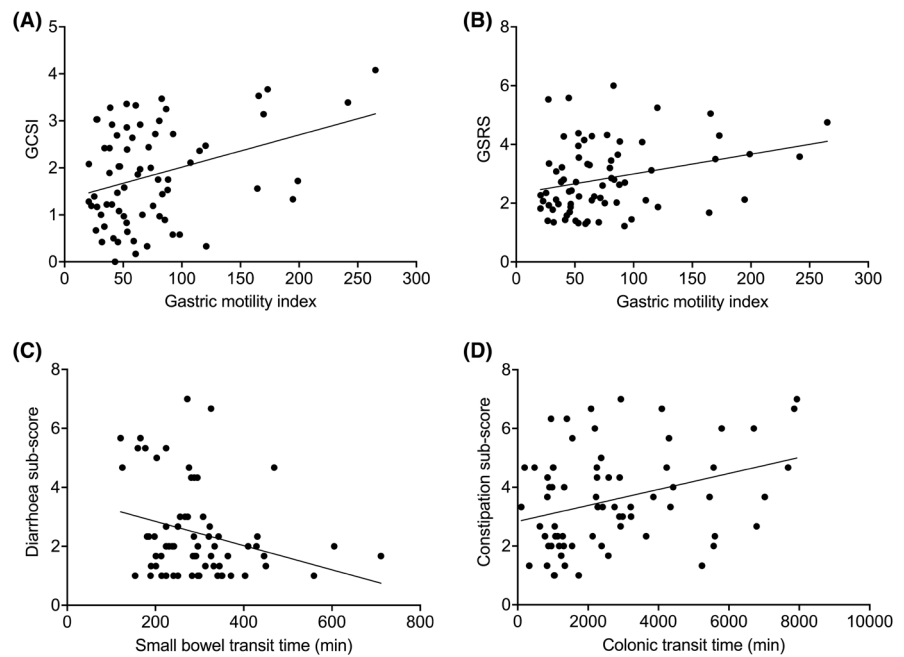 (A)
5
4
3
2
1
0
GCSI
0 50 100 150 200 250 300
Gastric motility index
(B)
8
6
4
2
0
GSRS
0 50 100 150 200 250 300
Gastric motility index
(C)
8
6
4
2
0
Diarrhoea sub-score
0 200 400 600 800
Small bowel transit time (min)
(D)
8
6
4
2
0
Constipation sub-score
0 2000 4000 6000 8000 10000
Colonic transit time (min)